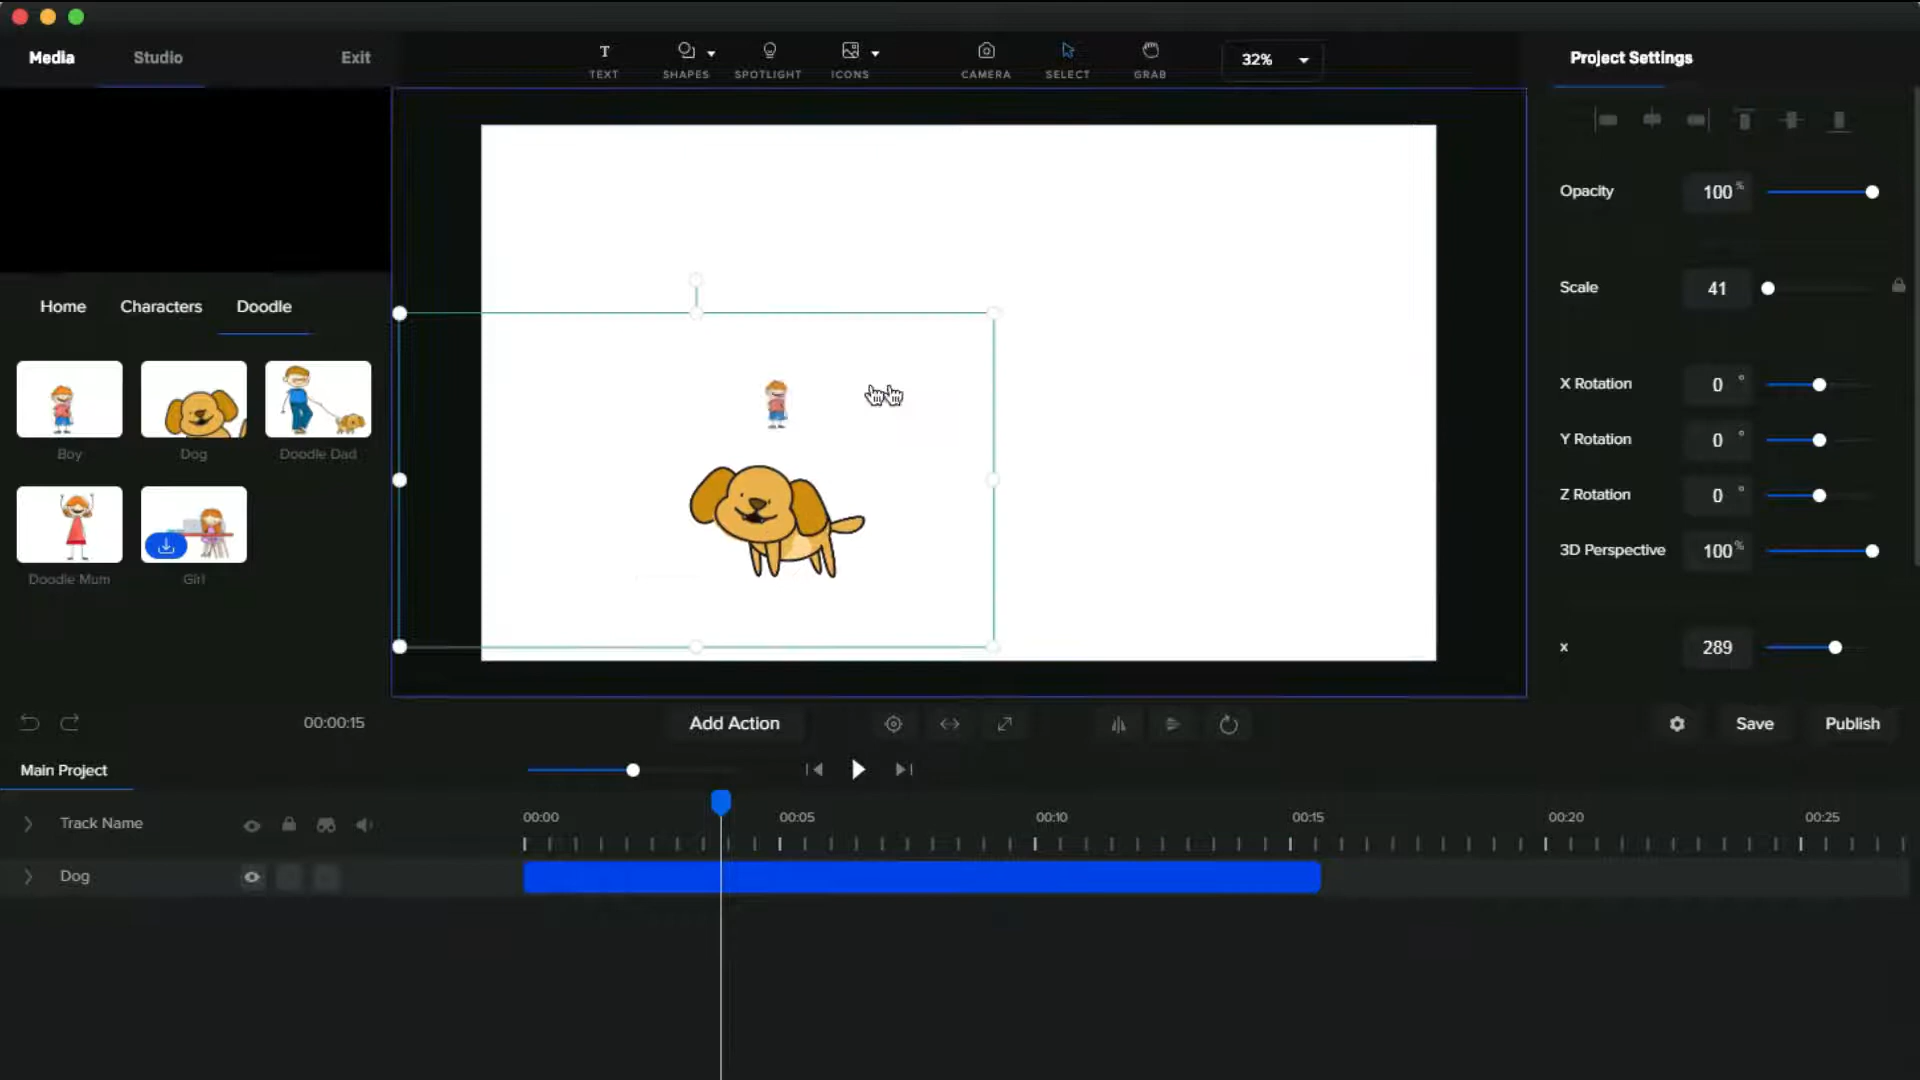 Media Studio Exit
TEXT SHAPES SPOTLIGHT ICONS CAMERA SELECT GRAB
32%
Project Settings
Opacity 100 %
Scale 41
X Rotation 0 °
Y Rotation 0 °
Z Rotation 0 °
3D Perspective 100 %
x 289
Home Characters Doodle
Boy Dog Doodle Dad
Doodle Mum Girl
00:00:15
Add Action
Save Publish
Main Project
Track Name
00:00 00:05 00:10 00:15 00:20 00:25
Dog